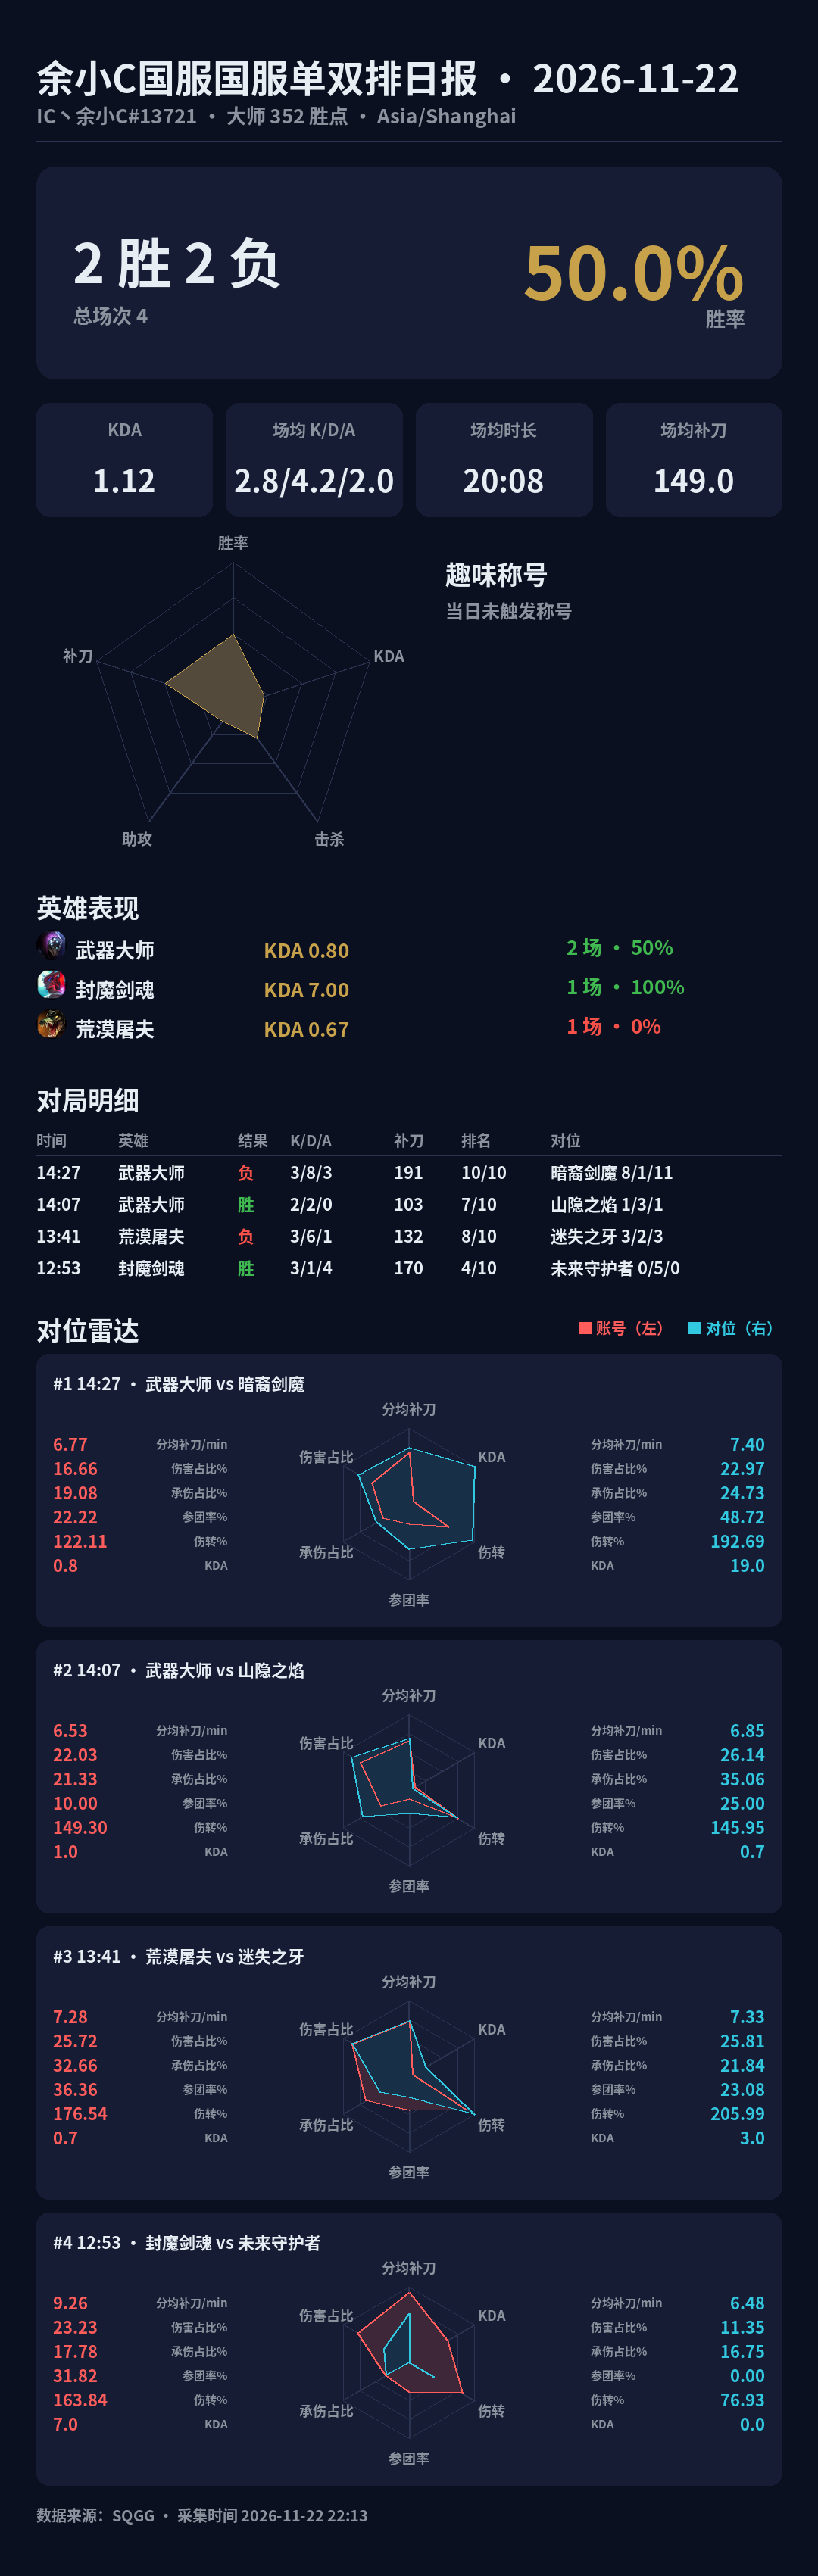 余小C国服国服单双排日报 · 2026-11-22
IC丶余小C#13721 · 大师 352 胜点 · Asia/Shanghai
2 胜 2 负
总场次 4
50.0%
胜率
KDA 场均 K/D/A 场均时长 场均补刀
1.12 2.8/4.2/2.0 20:08 149.0
胜率
补刀
KDA
助攻
击杀
趣味称号
当日未触发称号
英雄表现
武器大师 KDA 0.80 2 场 · 50%
封魔剑魂 KDA 7.00 1 场 · 100%
荒漠屠夫 KDA 0.67 1 场 · 0%
对局明细
时间 英雄 结果 K/D/A 补刀 排名 对位
14:27 武器大师 负 3/8/3 191 10/10 暗裔剑魔 8/1/11
14:07 武器大师 胜 2/2/0 103 7/10 山隐之焰 1/3/1
13:41 荒漠屠夫 负 3/6/1 132 8/10 迷失之牙 3/2/3
12:53 封魔剑魂 胜 3/1/4 170 4/10 未来守护者 0/5/0
对位雷达
账号（左） 对位（右）
#1 14:27 · 武器大师 vs 暗裔剑魔
6.77 分均补刀/min
16.66 伤害占比%
19.08 承伤占比%
22.22 参团率%
122.11 伤转%
0.8 KDA
分均补刀
伤害占比
KDA
承伤占比
伤转
参团率
分均补刀/min 7.40
伤害占比% 22.97
承伤占比% 24.73
参团率% 48.72
伤转% 192.69
KDA 19.0
#2 14:07 · 武器大师 vs 山隐之焰
6.53 分均补刀/min
22.03 伤害占比%
21.33 承伤占比%
10.00 参团率%
149.30 伤转%
1.0 KDA
分均补刀
伤害占比
KDA
承伤占比
伤转
参团率
分均补刀/min 6.85
伤害占比% 26.14
承伤占比% 35.06
参团率% 25.00
伤转% 145.95
KDA 0.7
#3 13:41 · 荒漠屠夫 vs 迷失之牙
7.28 分均补刀/min
25.72 伤害占比%
32.66 承伤占比%
36.36 参团率%
176.54 伤转%
0.7 KDA
分均补刀
伤害占比
KDA
承伤占比
伤转
参团率
分均补刀/min 7.33
伤害占比% 25.81
承伤占比% 21.84
参团率% 23.08
伤转% 205.99
KDA 3.0
#4 12:53 · 封魔剑魂 vs 未来守护者
9.26 分均补刀/min
23.23 伤害占比%
17.78 承伤占比%
31.82 参团率%
163.84 伤转%
7.0 KDA
分均补刀
伤害占比
KDA
承伤占比
伤转
参团率
分均补刀/min 6.48
伤害占比% 11.35
承伤占比% 16.75
参团率% 0.00
伤转% 76.93
KDA 0.0
数据来源：SQGG · 采集时间 2026-11-22 22:13